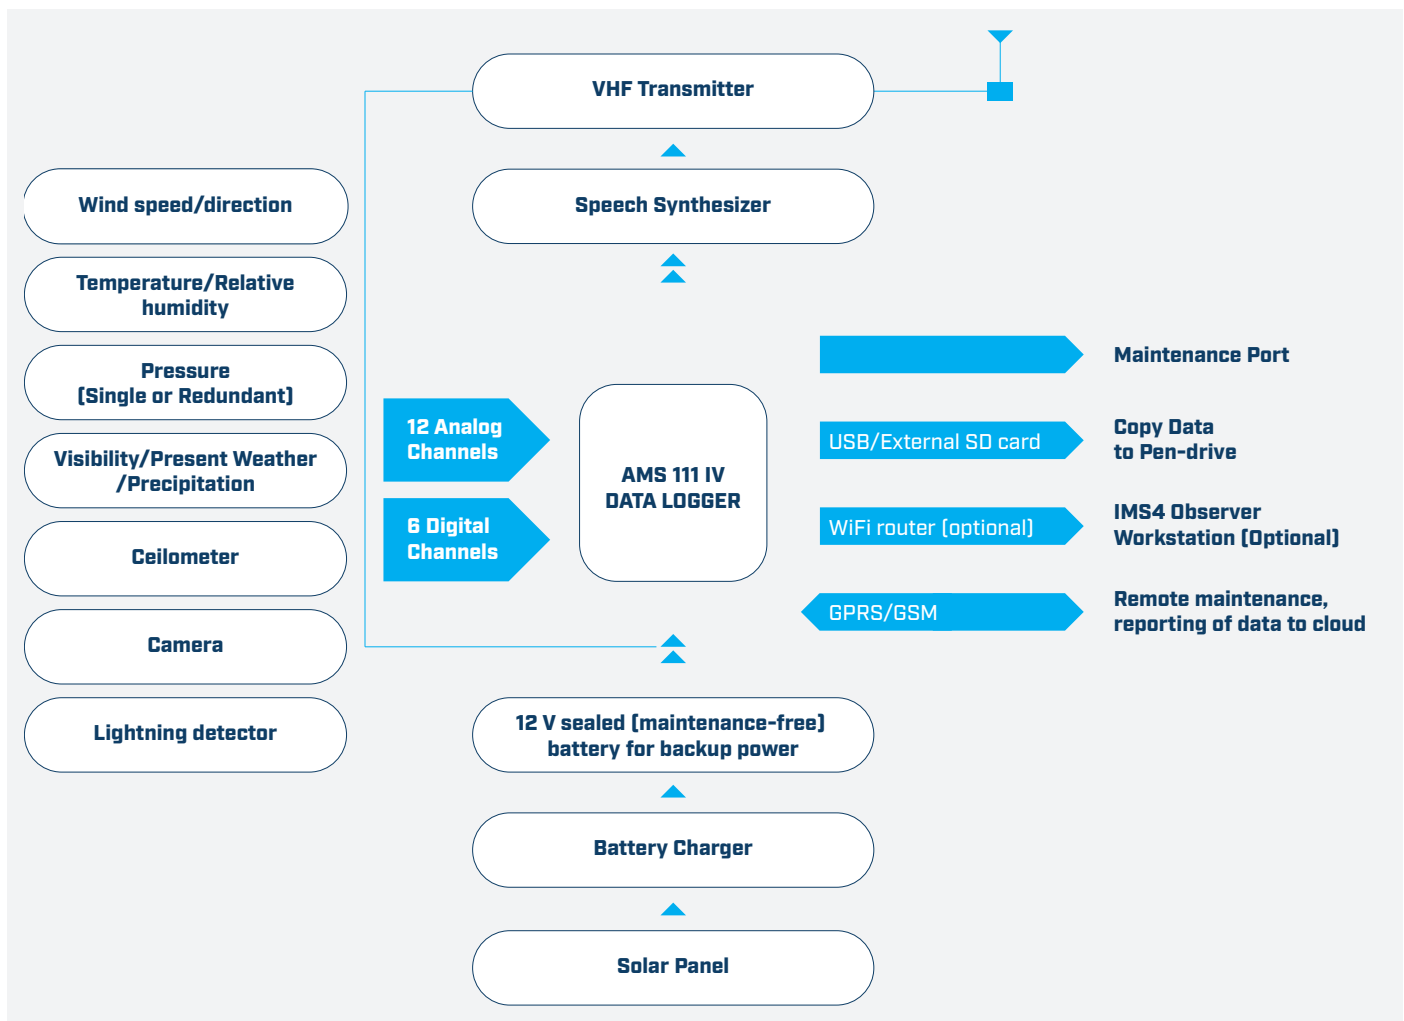 VHF Transmitter
Speech Synthesizer
Wind speed/direction
Temperature/Relative
humidity
Pressure
(Single or Redundant)
Visibility/Present Weather
/Precipitation
Ceilometer
Camera
Lightning detector
12 Analog
Channels
6 Digital
Channels
AMS 111 IV
DATA LOGGER
Maintenance Port
USB/External SD card
Copy Data
to Pen-drive
WiFi router (optional)
IMS4 Observer
Workstation (Optional)
GPRS/GSM
Remote maintenance,
reporting of data to cloud
12 V sealed (maintenance-free)
battery for backup power
Battery Charger
Solar Panel